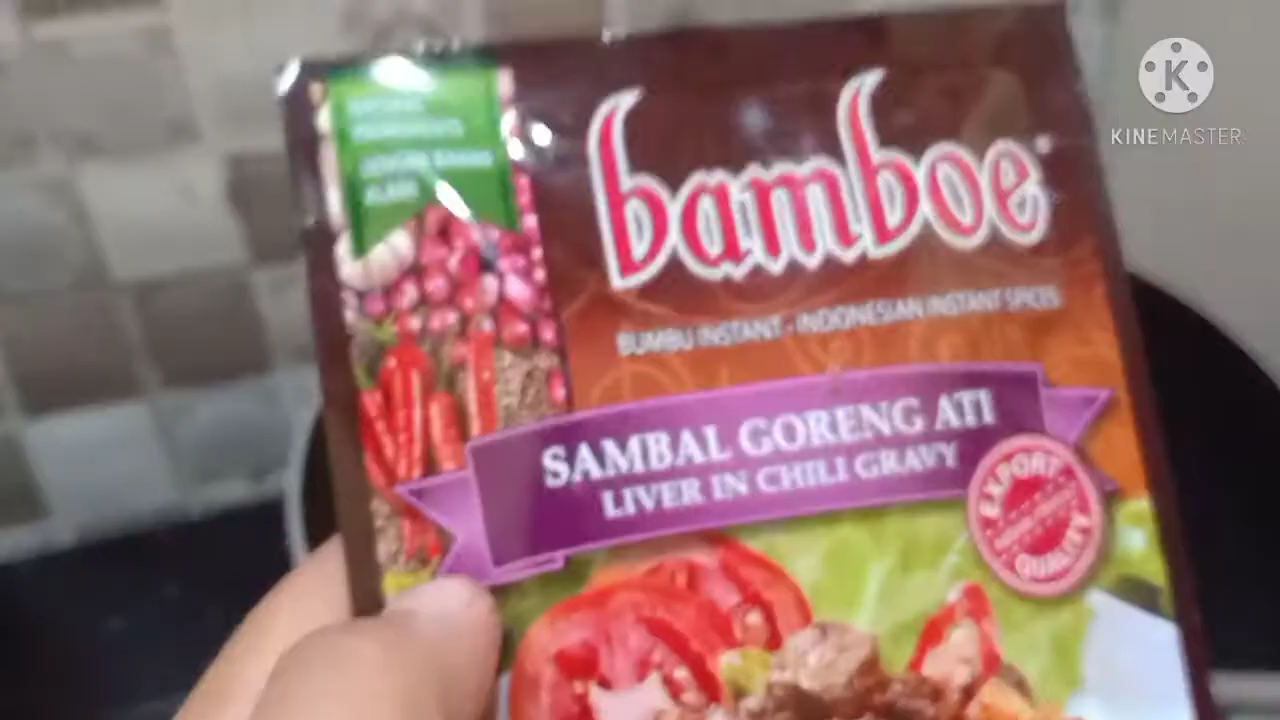 bamboe
BUMBU INSTANT - INDONESIAN INSTANT SPICES
SAMBAL GORENG ATI
LIVER IN CHILI GRAVY
EXPORT
QUALITY
K
KINEMASTER